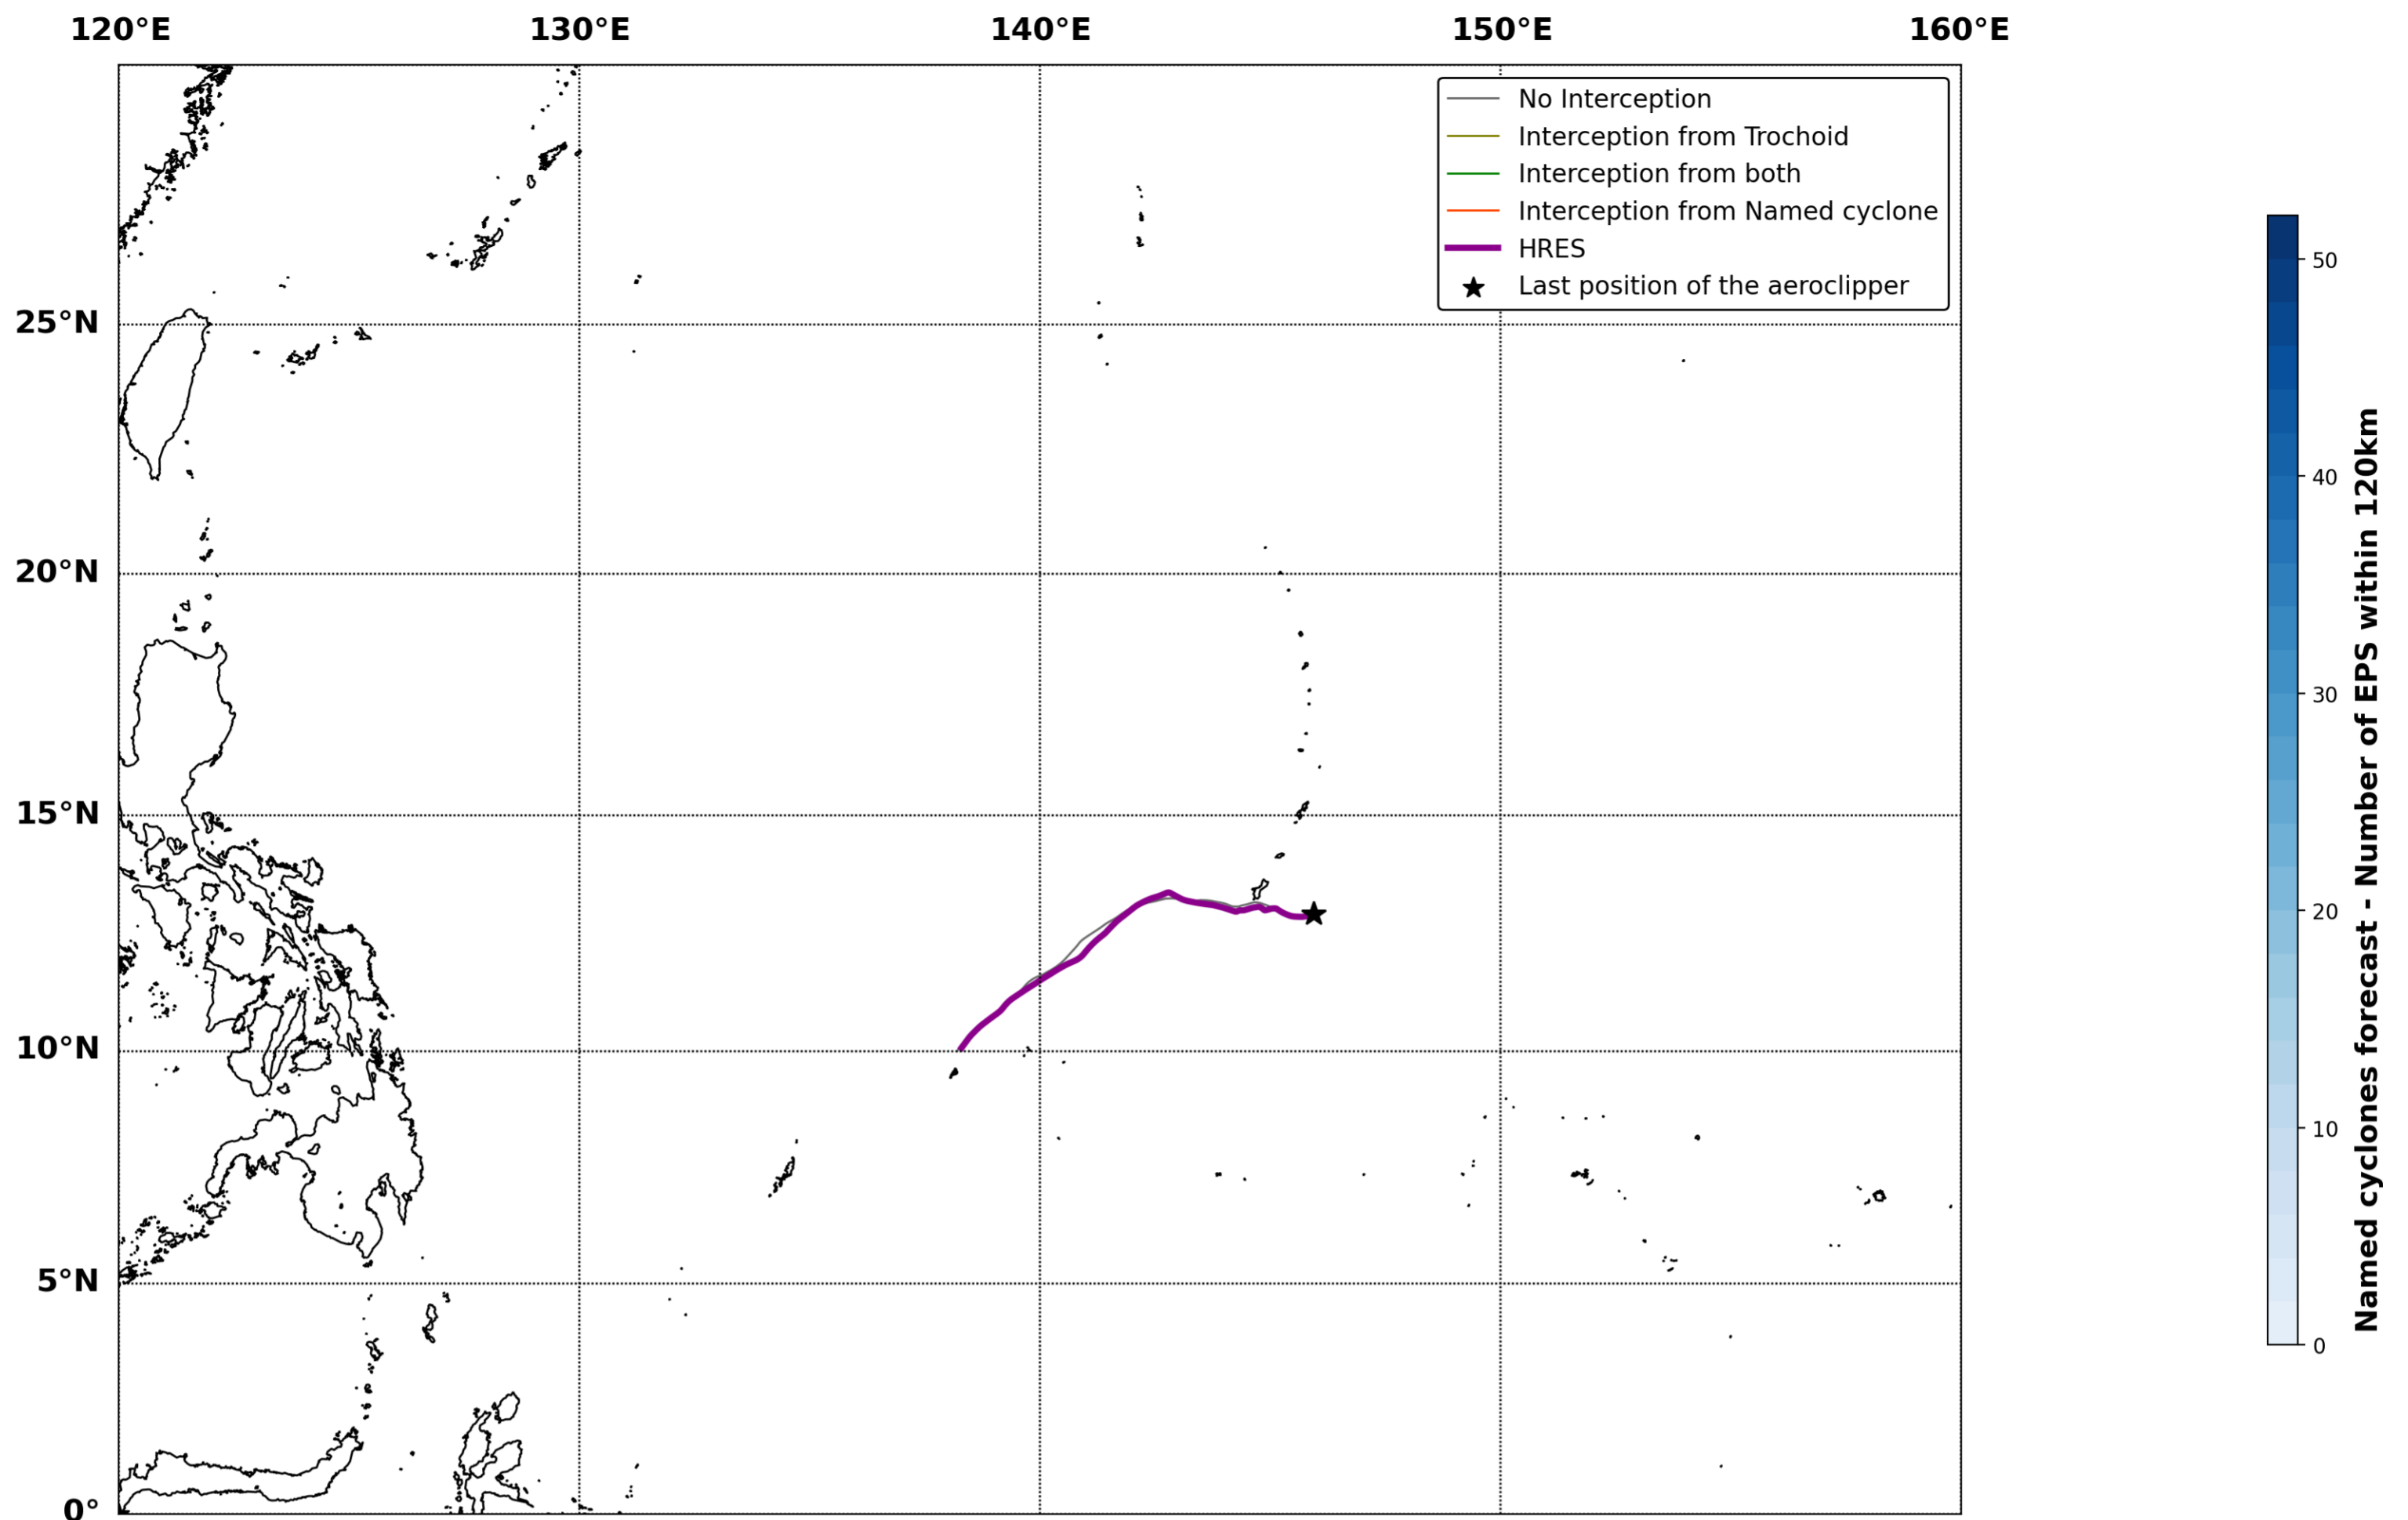 120°E 130°E 140°E 150°E 160°E
No Interception
Interception from Trochoid
Interception from both
Interception from Named cyclone
HRES
Last position of the aeroclipper
25°N
20°N
15°N
10°N
5°N
0°
50
40
30
20
10
0
Named cyclones forecast - Number of EPS within 120km